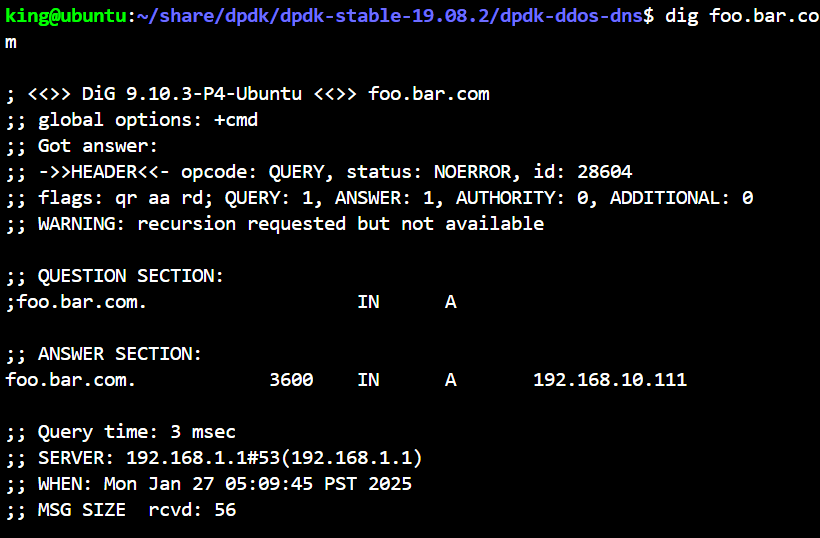 king@ubuntu:~/share/dpdk/dpdk-stable-19.08.2/dpdk-ddos-dns$ dig foo.bar.co
m
; <<>> DiG 9.10.3-P4-Ubuntu <<>> foo.bar.com
;; global options: +cmd
;; Got answer:
;; ->>HEADER<<- opcode: QUERY, status: NOERROR, id: 28604
;; flags: qr aa rd; QUERY: 1, ANSWER: 1, AUTHORITY: 0, ADDITIONAL: 0
;; WARNING: recursion requested but not available
;; QUESTION SECTION:
;foo.bar.com. IN A
;; ANSWER SECTION:
foo.bar.com. 3600 IN A 192.168.10.111
;; Query time: 3 msec
;; SERVER: 192.168.1.1#53(192.168.1.1)
;; WHEN: Mon Jan 27 05:09:45 PST 2025
;; MSG SIZE rcvd: 56